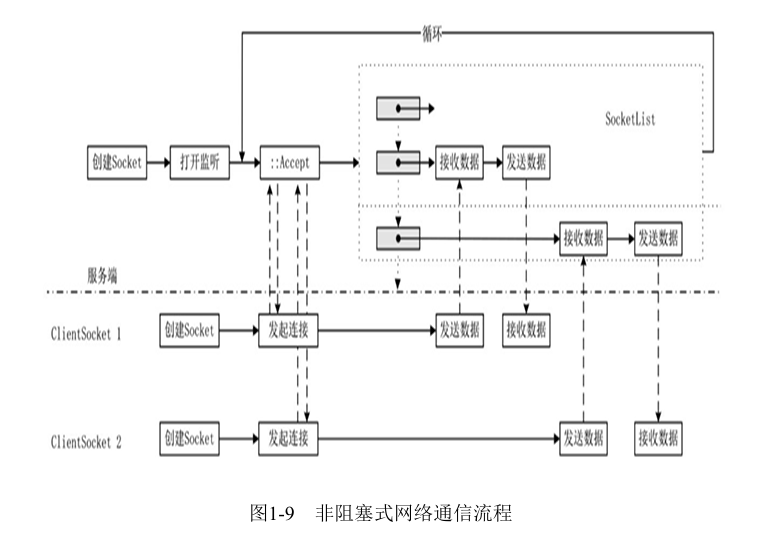 循环
SocketList
创建Socket
打开监听
::Accept
接收数据
发送数据
接收数据
发送数据
服务端
ClientSocket 1
创建Socket
发起连接
发送数据
接收数据
ClientSocket 2
创建Socket
发起连接
发送数据
接收数据
图1-9 非阻塞式网络通信流程